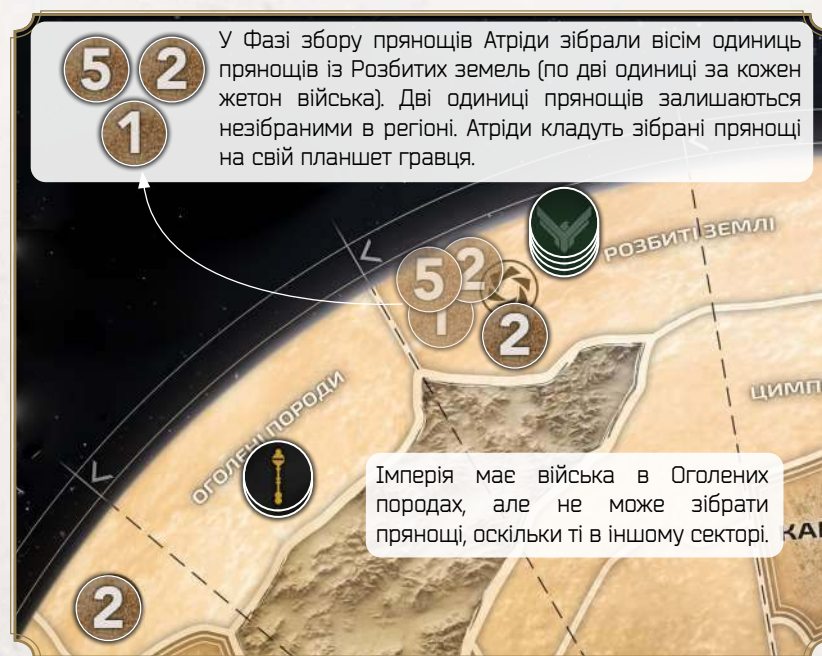 5
2
1
У Фазі збору прянощів Атріди зібрали вісім одиниць
прянощів із Розбитих земель (по дві одиниці за кожен
жетон війська). Дві одиниці прянощів залишаються
незібраними в регіоні. Атріди кладуть зібрані прянощі
на свій планшет гравця.
РОЗБИТІ ЗЕМЛІ
5
2
1
2
ЦИМП
ОГОЛЕНІ ПОРОДИ
Імперія має війська в Оголених
породах, але не може зібрати
прянощі, оскільки ті в іншому секторі.
КА
2